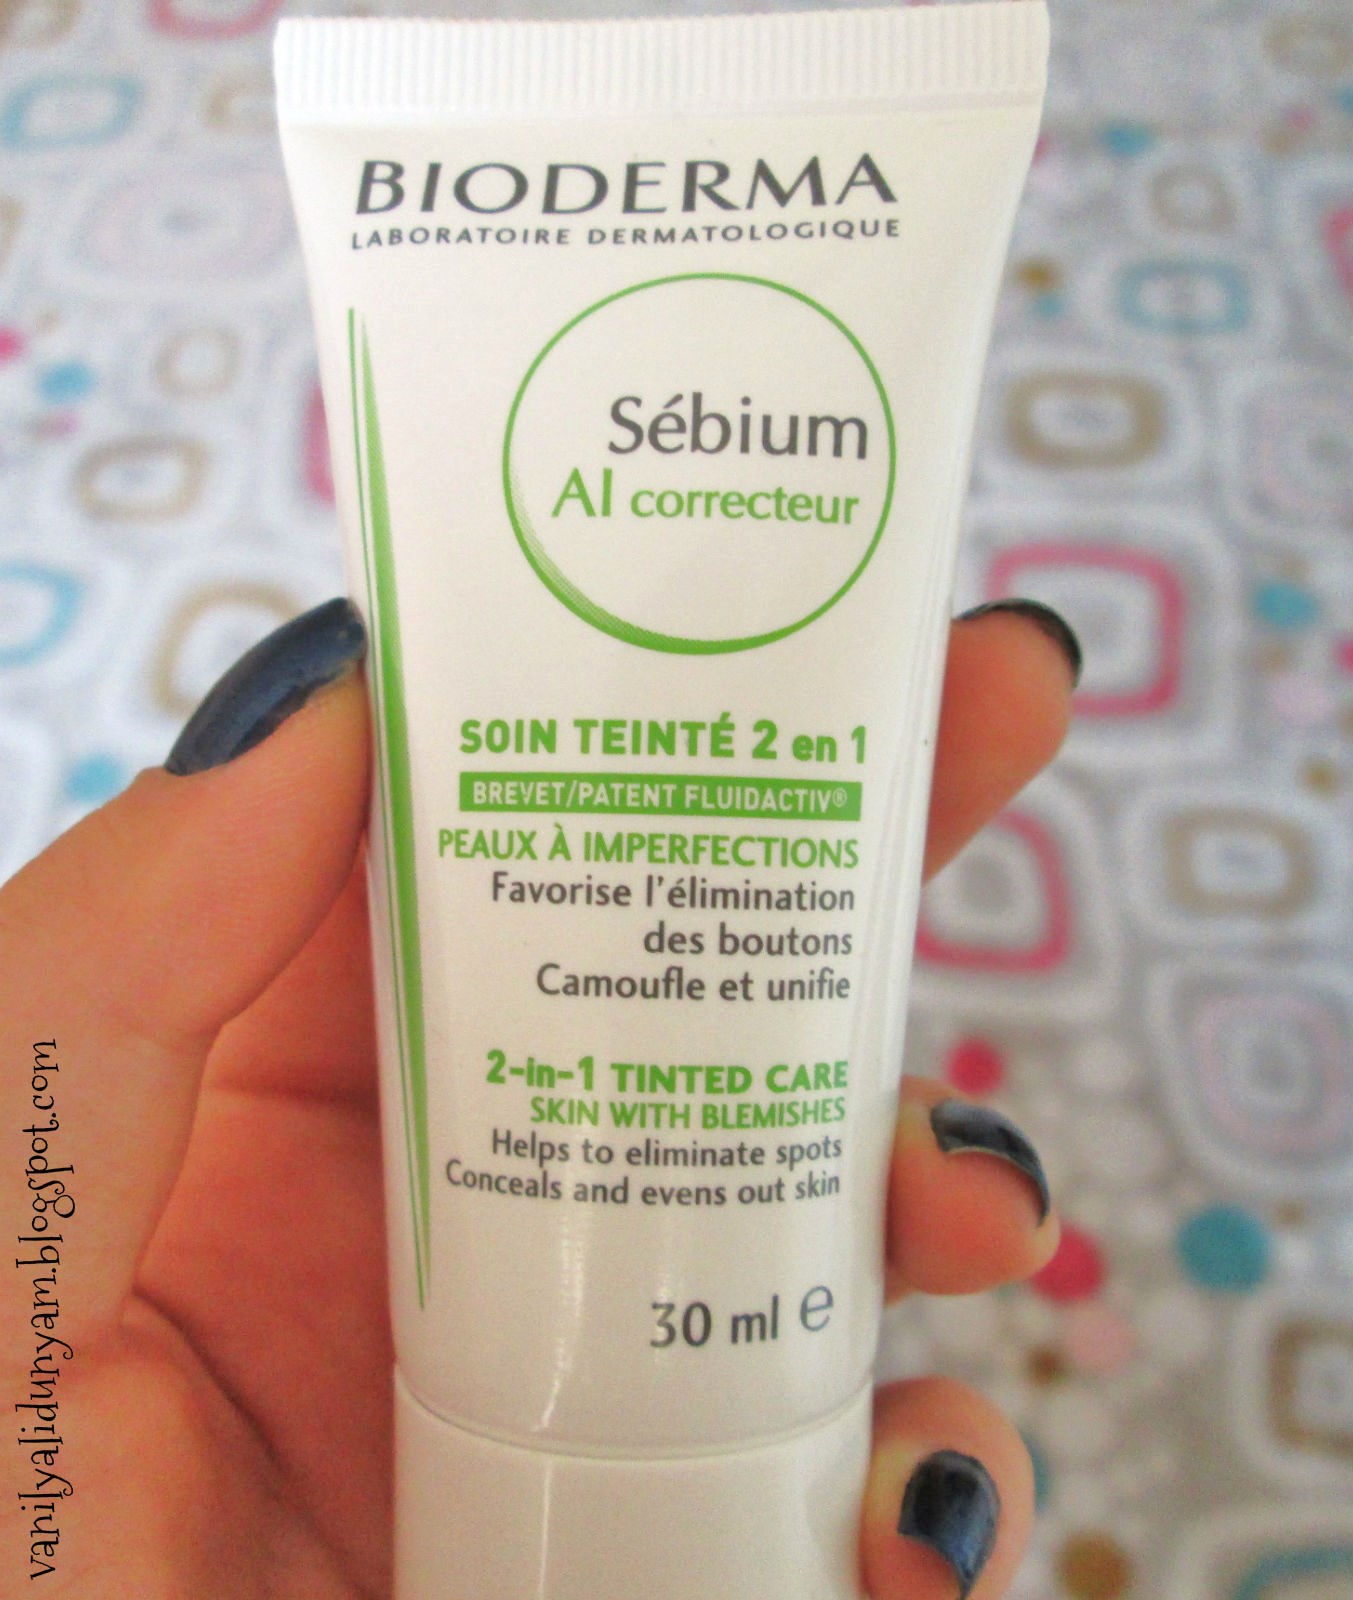 BIODERMA
LABORATOIRE DERMATOLOGIQUE
Sébium
AI correcteur
SOIN TEINTÉ 2 en 1
BREVET/PATENT FLUIDACTIV®
PEAUX À IMPERFECTIONS
Favorise l'élimination
des boutons
Camoufle et unifie
2-in-1 TINTED CARE
SKIN WITH BLEMISHES
Helps to eliminate spots
Conceals and evens out skin
30 ml e
vanilyalidunyam.blogspot.com